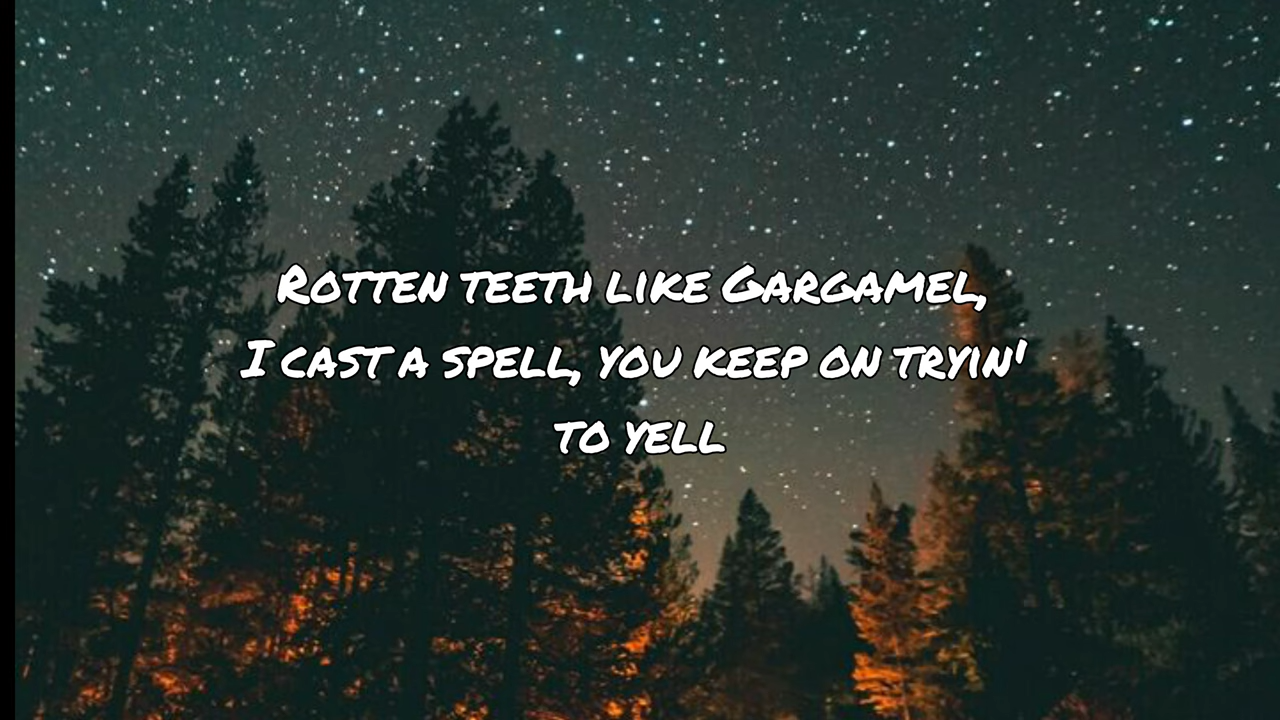 Rotten teeth like Gargamel,
I cast a spell, you keep on tryin'
to yell